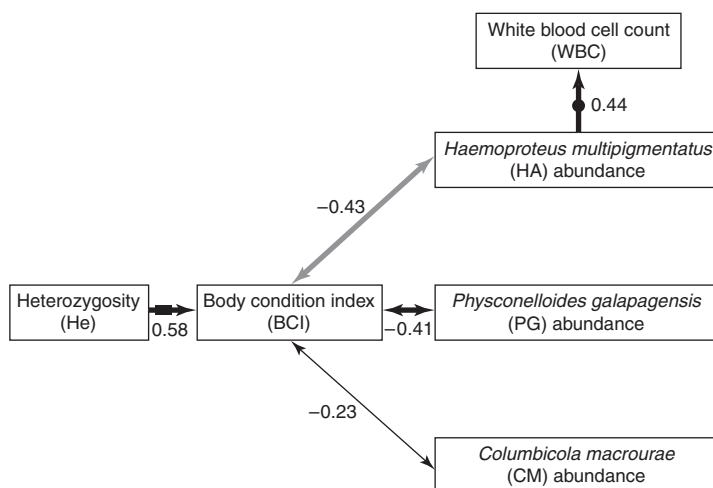 White blood cell count
(WBC)
0.44
Haemoproteus multipigmentatus
(HA) abundance
−0.43
Heterozygosity
(He)
0.58
Body condition index
(BCI)
−0.41
Physconelloides galapagensis
(PG) abundance
−0.23
Columbicola macrourae
(CM) abundance